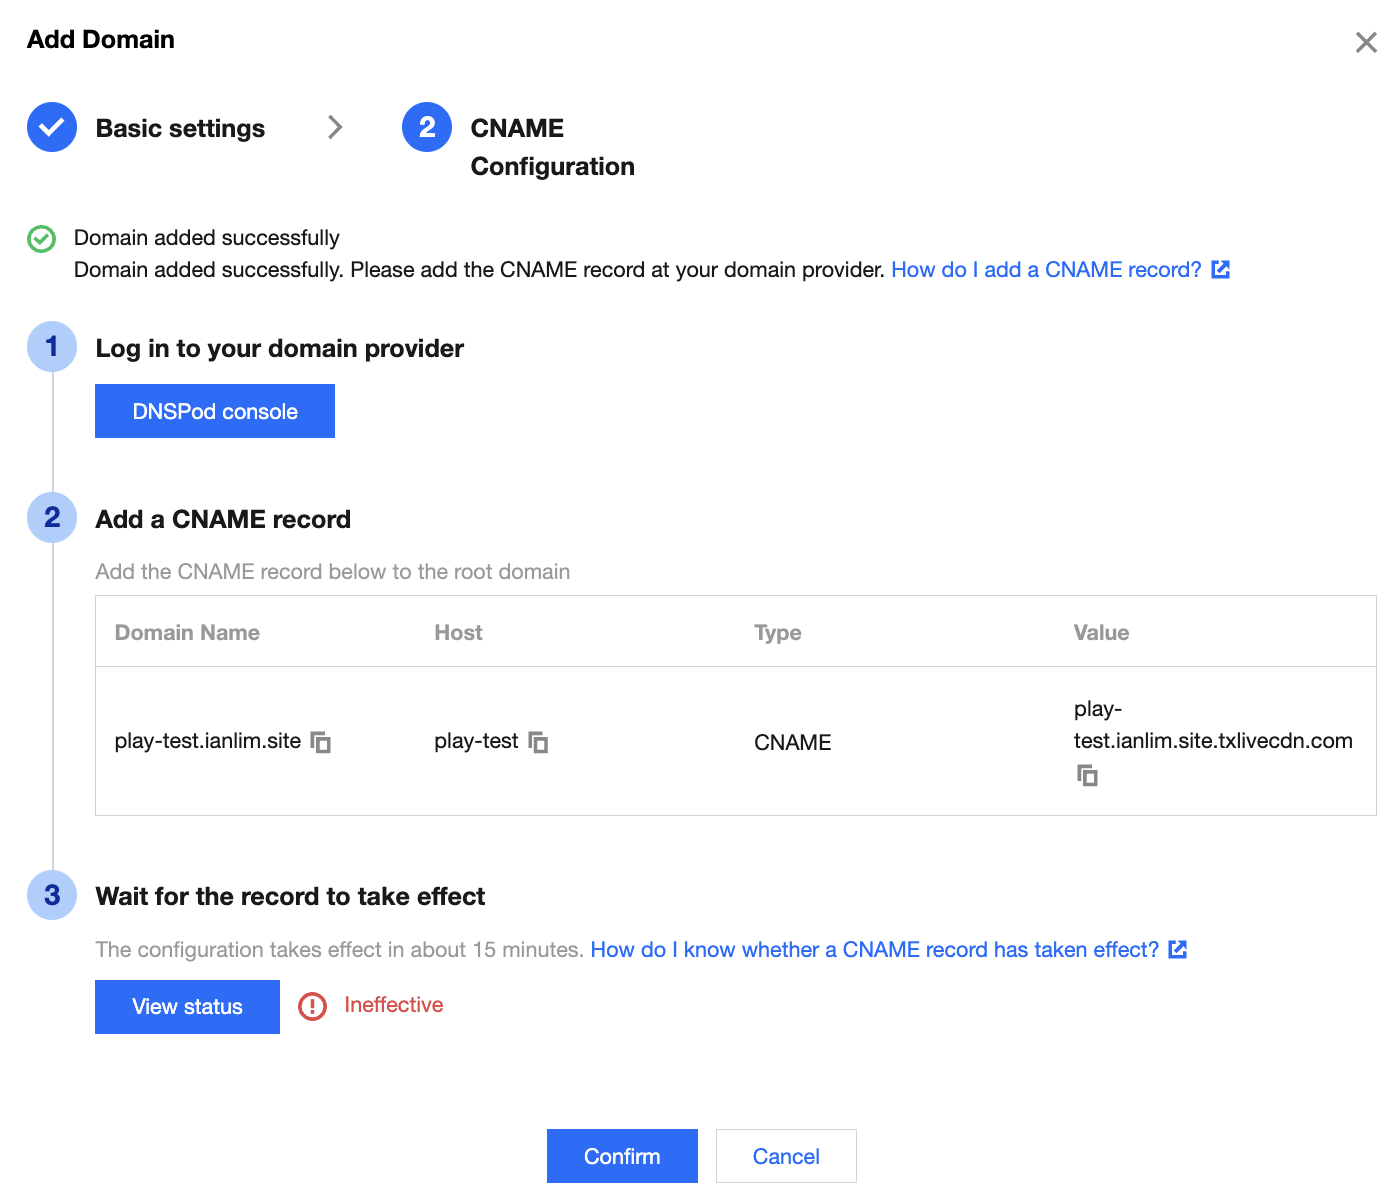 Add Domain
Basic settings
2 CNAME
Configuration
Domain added successfully
Domain added successfully. Please add the CNAME record at your domain provider. How do I add a CNAME record?
1 Log in to your domain provider
DNSPod console
2 Add a CNAME record
Add the CNAME record below to the root domain
Domain Name Host Type Value
play-test.ianlim.site play-test CNAME play-
test.ianlim.site.txlivecdn.com
3 Wait for the record to take effect
The configuration takes effect in about 15 minutes. How do I know whether a CNAME record has taken effect?
View status Ineffective
Confirm Cancel